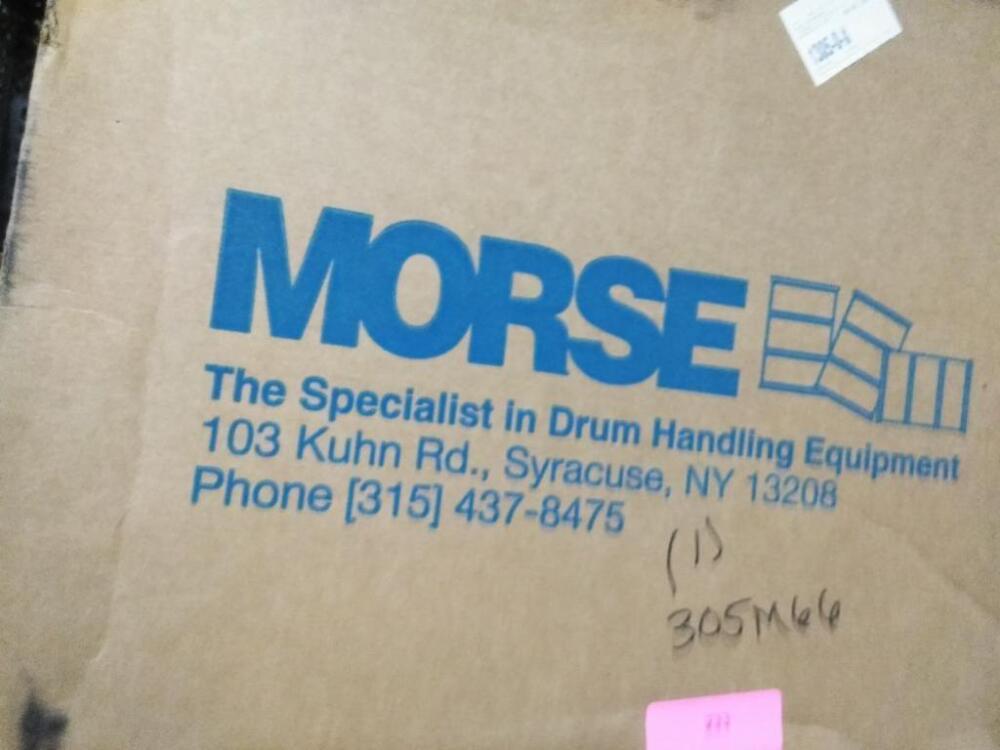 MORSE
The Specialist in Drum Handling Equipment
103 Kuhn Rd., Syracuse, NY 13208
Phone [315] 437-8475
(1)
305M66